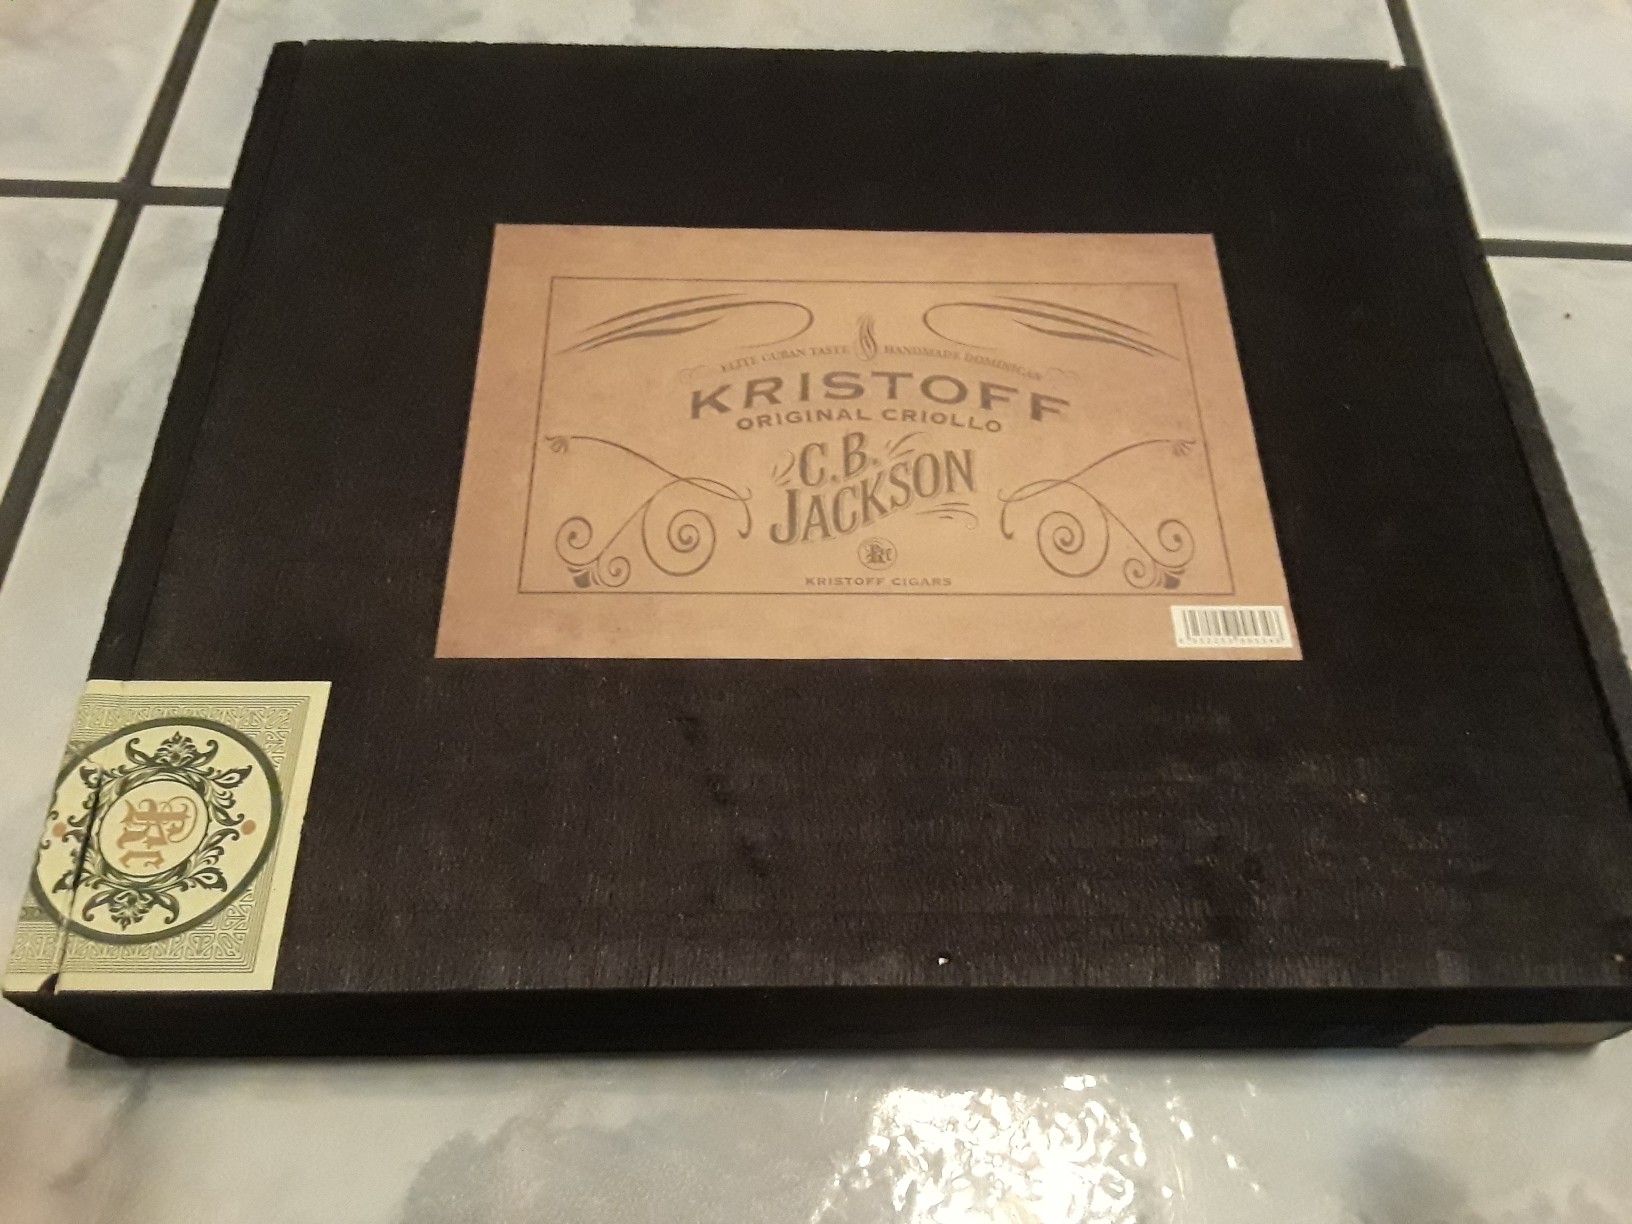 ELITE CUBAN TASTE HANDMADE DOMINICAN
KRISTOFF
ORIGINAL CRIOLLO
C.B.
JACKSON
KRISTOFF CIGARS